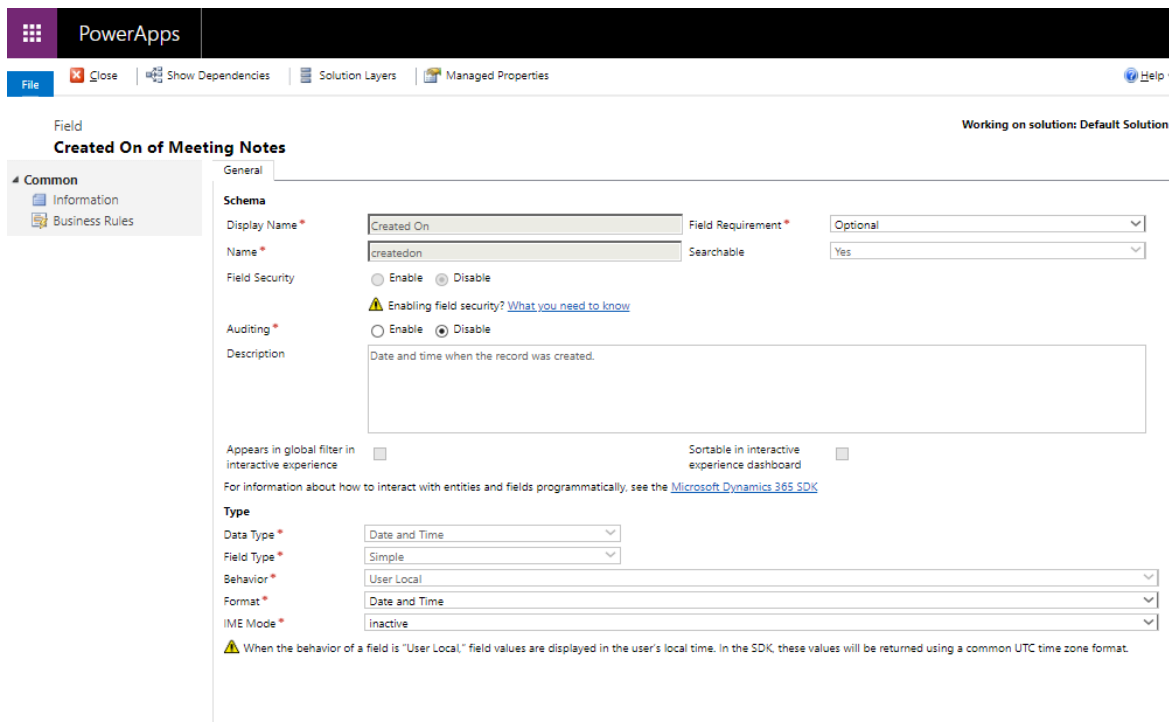 PowerApps
File
Close Show Dependencies Solution Layers Managed Properties Help
Field
Created On of Meeting Notes
Working on solution: Default Solution
Common
Information
Business Rules
General
Schema
Display Name* Created On Field Requirement* Optional
Name* createdon Searchable Yes
Field Security Enable Disable
Enabling field security? What you need to know
Auditing* Enable Disable
Description Date and time when the record was created.
Appears in global filter in
interactive experience
Sortable in interactive
experience dashboard
For information about how to interact with entities and fields programmatically, see the Microsoft Dynamics 365 SDK
Type
Data Type* Date and Time
Field Type* Simple
Behavior* User Local
Format* Date and Time
IME Mode* inactive
When the behavior of a field is "User Local," field values are displayed in the user's local time. In the SDK, these values will be returned using a common UTC time zone format.